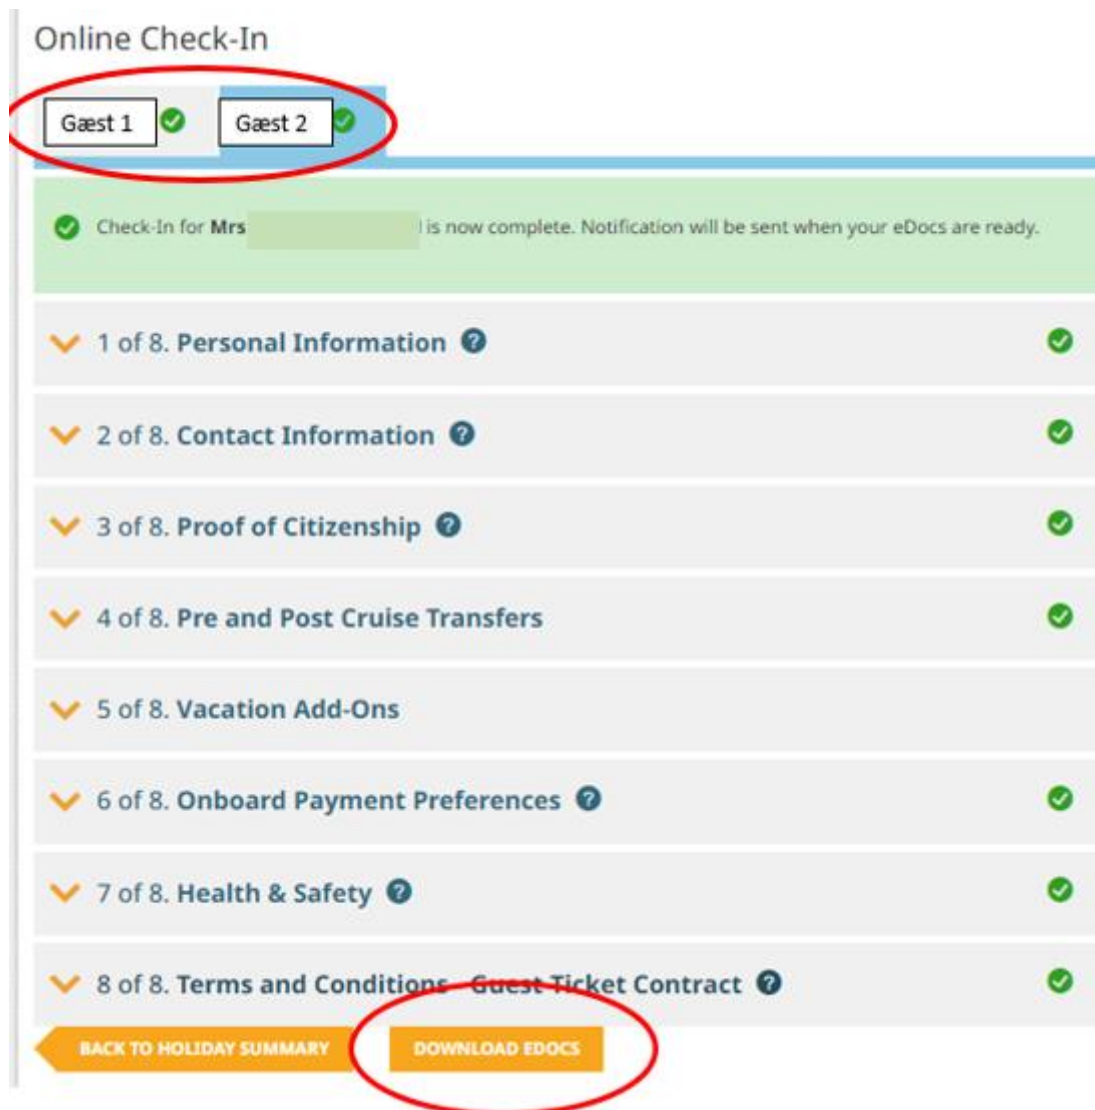 Online Check-In
Gæst 1
Gæst 2
Check-In for Mrs is now complete. Notification will be sent when your eDocs are ready.
1 of 8. Personal Information ?
2 of 8. Contact Information ?
3 of 8. Proof of Citizenship ?
4 of 8. Pre and Post Cruise Transfers
5 of 8. Vacation Add-Ons
6 of 8. Onboard Payment Preferences ?
7 of 8. Health & Safety ?
8 of 8. Terms and Conditions - Guest Ticket Contract ?
BACK TO HOLIDAY SUMMARY
DOWNLOAD EDOCS